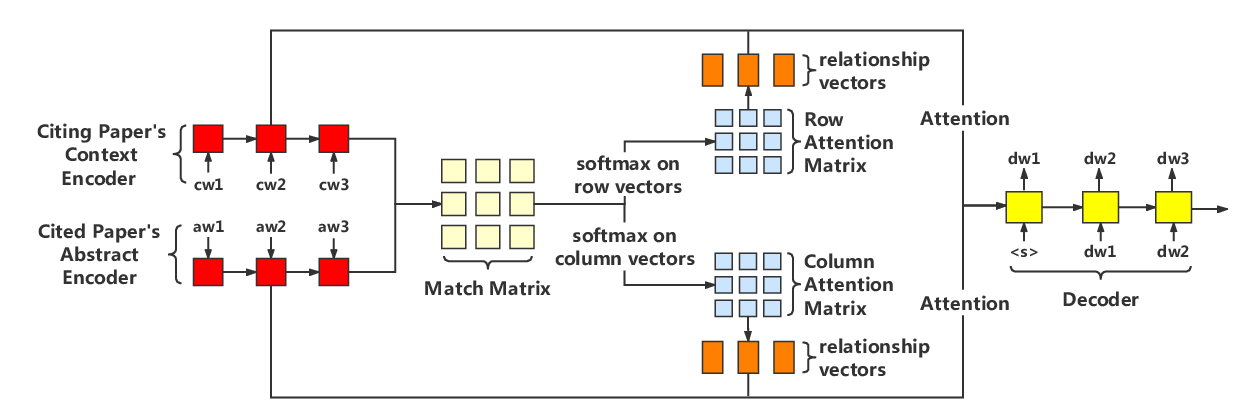 Citing Paper's
Context
Encoder
cw1 cw2 cw3
Cited Paper's
Abstract
Encoder
aw1 aw2 aw3
Match Matrix
softmax on
row vectors
softmax on
column vectors
relationship
vectors
Row
Attention
Matrix
Column
Attention
Matrix
relationship
vectors
Attention
Attention
dw1 dw2 dw3
<s> dw1 dw2
Decoder